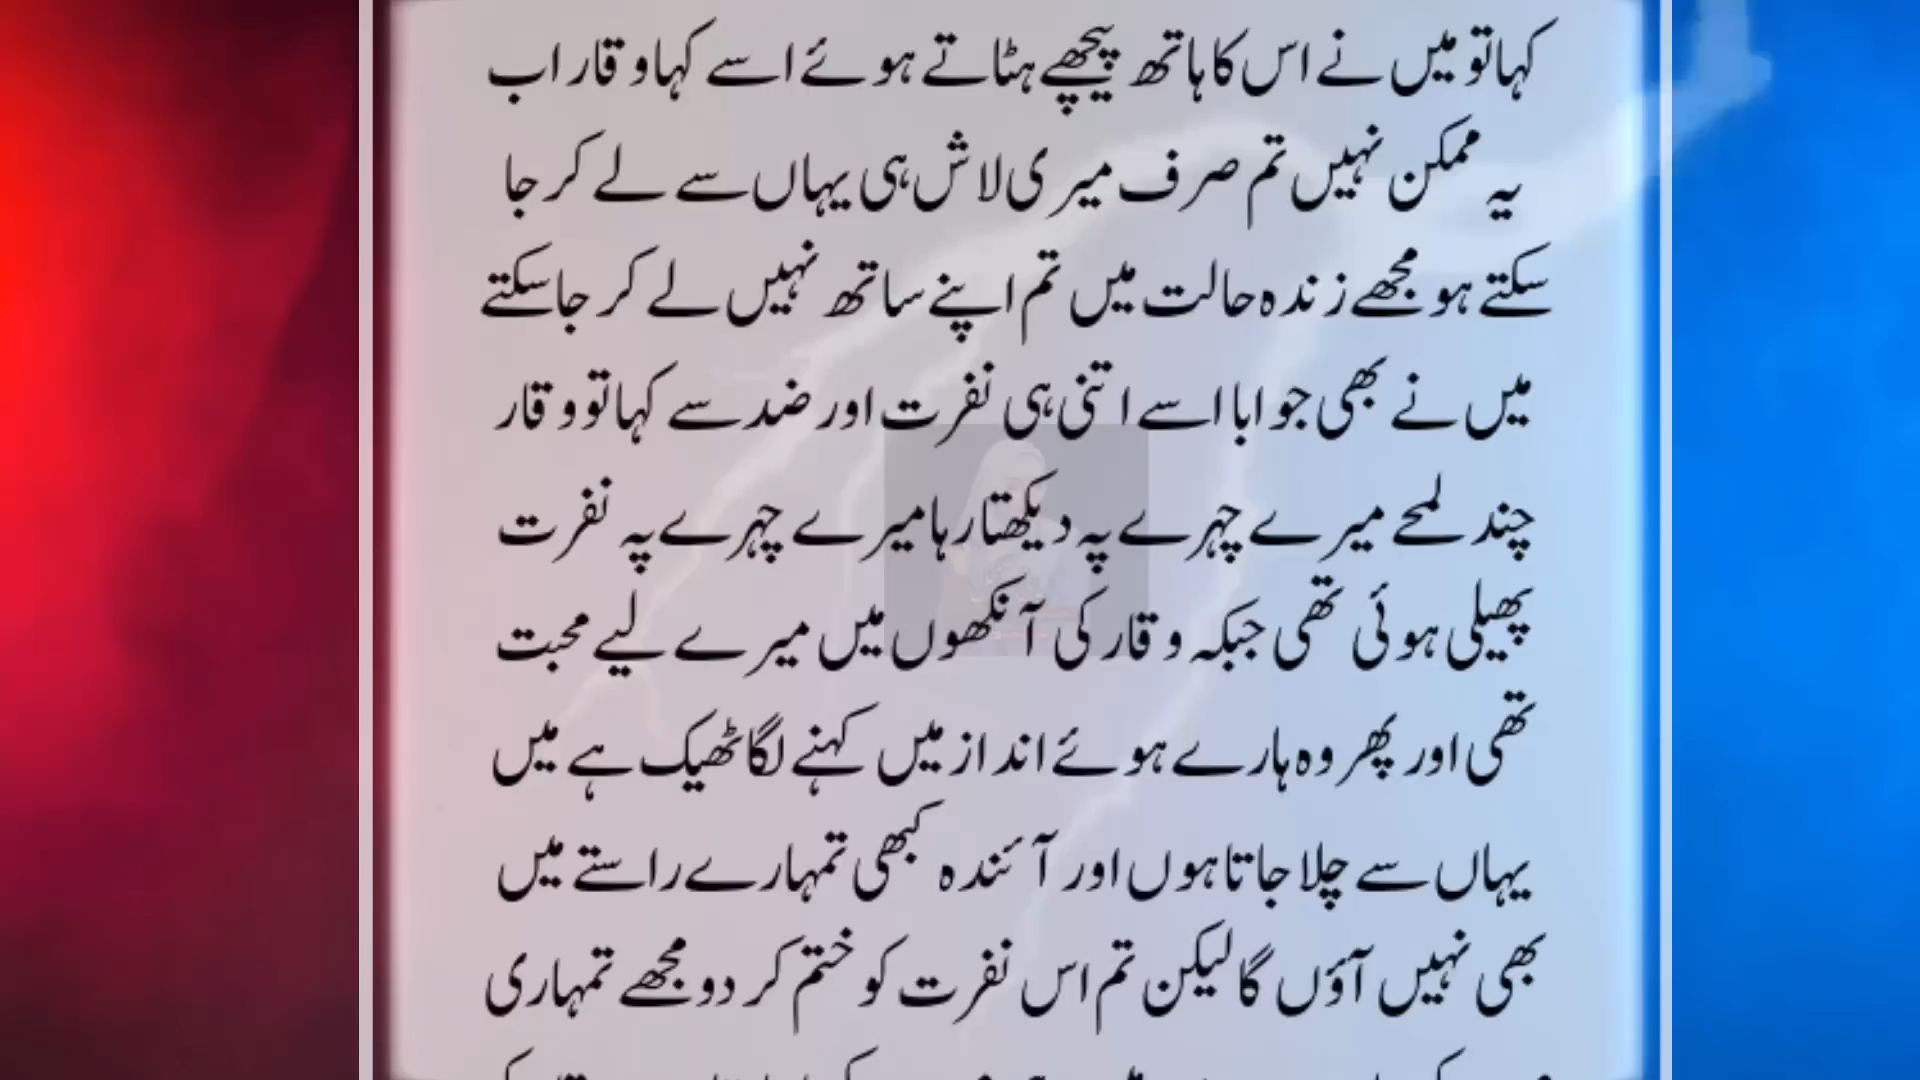 کہا تو میں نے اس کا ہاتھ پیچھے ہٹاتے ہوئے اسے کہا وقار اب
یہ ممکن نہیں تم صرف میری لاش ہی یہاں سے لے کر جا
سکتے ہو مجھے زندہ حالت میں تم اپنے ساتھ نہیں لے کر جا سکتے
میں نے بھی جوابا اسے اتنی ہی نفرت اور ضد سے کہا تو وقار
چند لمحے میرے چہرے پہ دیکھتا رہا میرے چہرے پہ نفرت
پھیلی ہوئی تھی جبکہ وقار کی آنکھوں میں میرے لیے محبت
تھی اور پھر وہ ہارے ہوئے انداز میں کہنے لگا ٹھیک ہے میں
یہاں سے چلا جاتا ہوں اور آئندہ کبھی تمہارے راستے میں
بھی نہیں آؤں گا لیکن تم اس نفرت کو ختم کر دو مجھے تمہاری